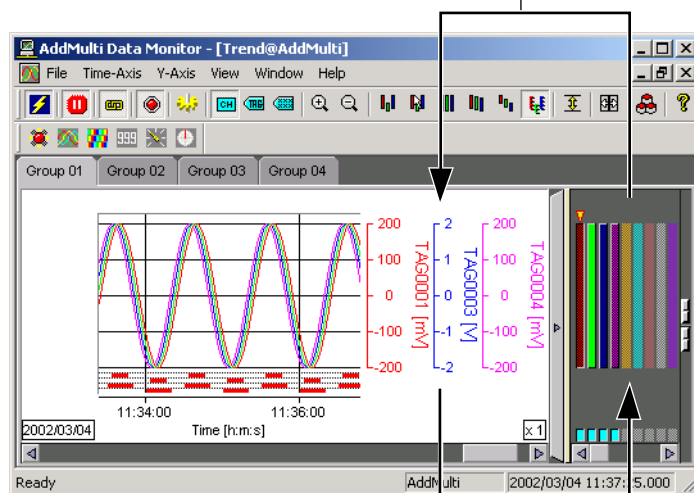 AddMulti Data Monitor - [Trend@AddMulti]
File Time-Axis Y-Axis View Window Help
CH TAG
999
Group 01 Group 02 Group 03 Group 04
200 2 200
100 1 100
0 0 0
-100 -1 -100
-200 -2 -200
TAG0001 [mV]
TAG0003 [V]
TAG0004 [mV]
11:34:00 11:36:00
2002/03/04 Time [h:m:s] x 1
Ready AddMulti 2002/03/04 11:37:25.000